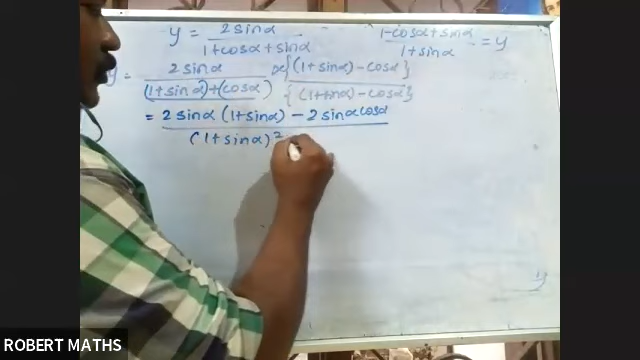 y = 2 sinα / 1 + cosα + sinα    1 - cosα + sinα / 1 + sinα = y
y = 2 sinα / (1 + sinα) + (cosα) × {(1 + sinα) - cosα} / {(1 + sinα) - cosα}
= 2 sinα (1 + sinα) - 2 sinα cosα / (1 + sinα)²
y
ROBERT MATHS